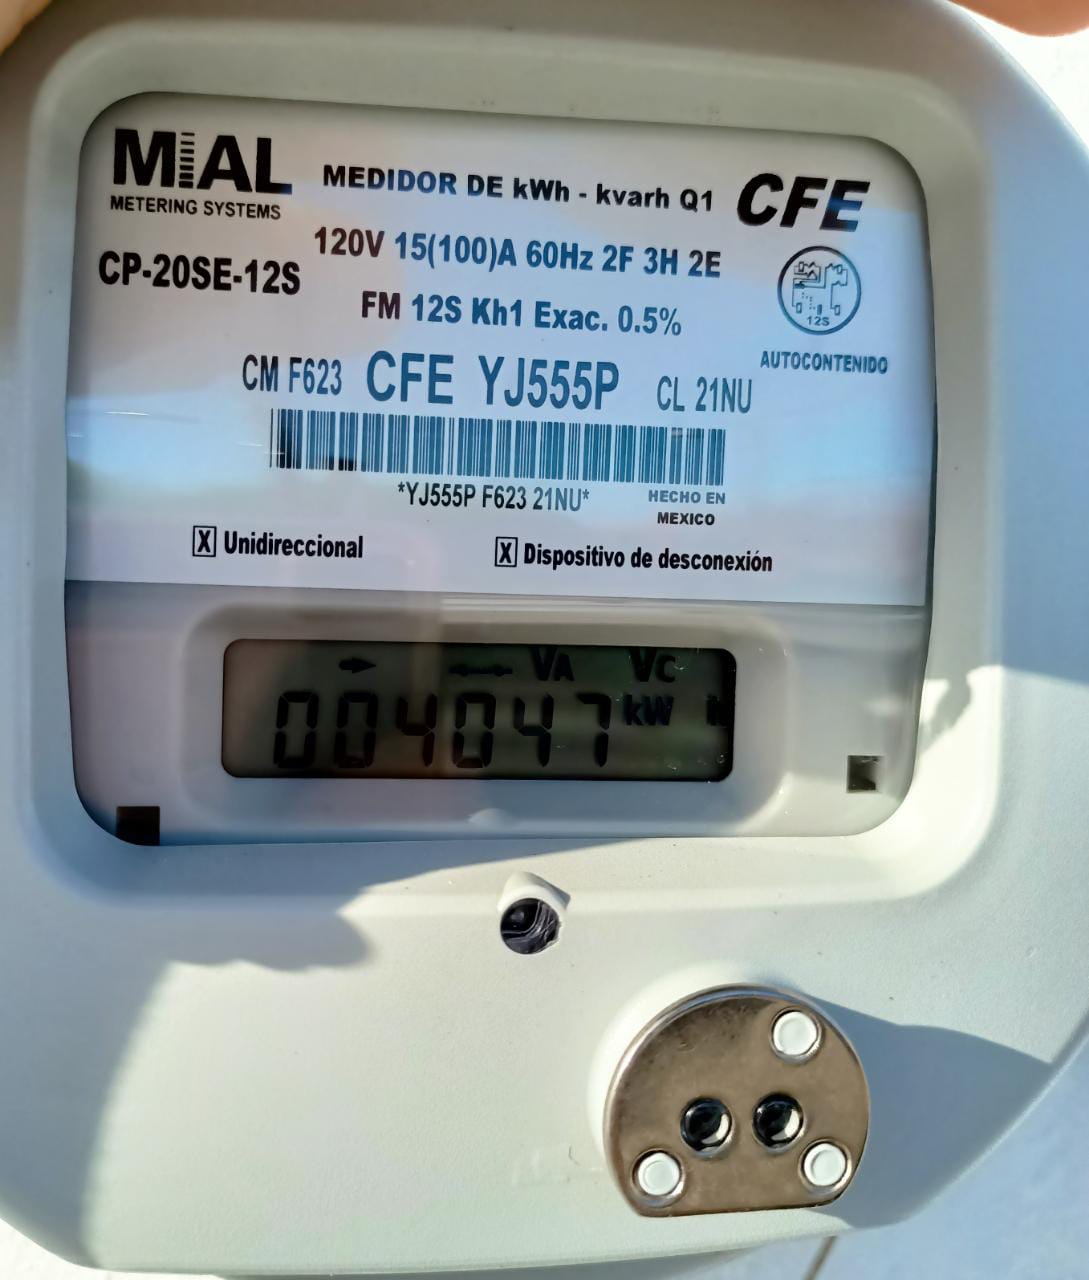 MIAL
METERING SYSTEMS
MEDIDOR DE kWh - kvarh Q1
CFE
CP-20SE-12S
120V 15(100)A 60Hz 2F 3H 2E
FM 12S Kh1 Exac. 0.5%
12S
AUTOCONTENIDO
CM F623 CFE YJ555P CL 21NU
*YJ555P F623 21NU*
HECHO EN
MEXICO
X Unidireccional
X Dispositivo de desconexión
VA VC
004047 kW h